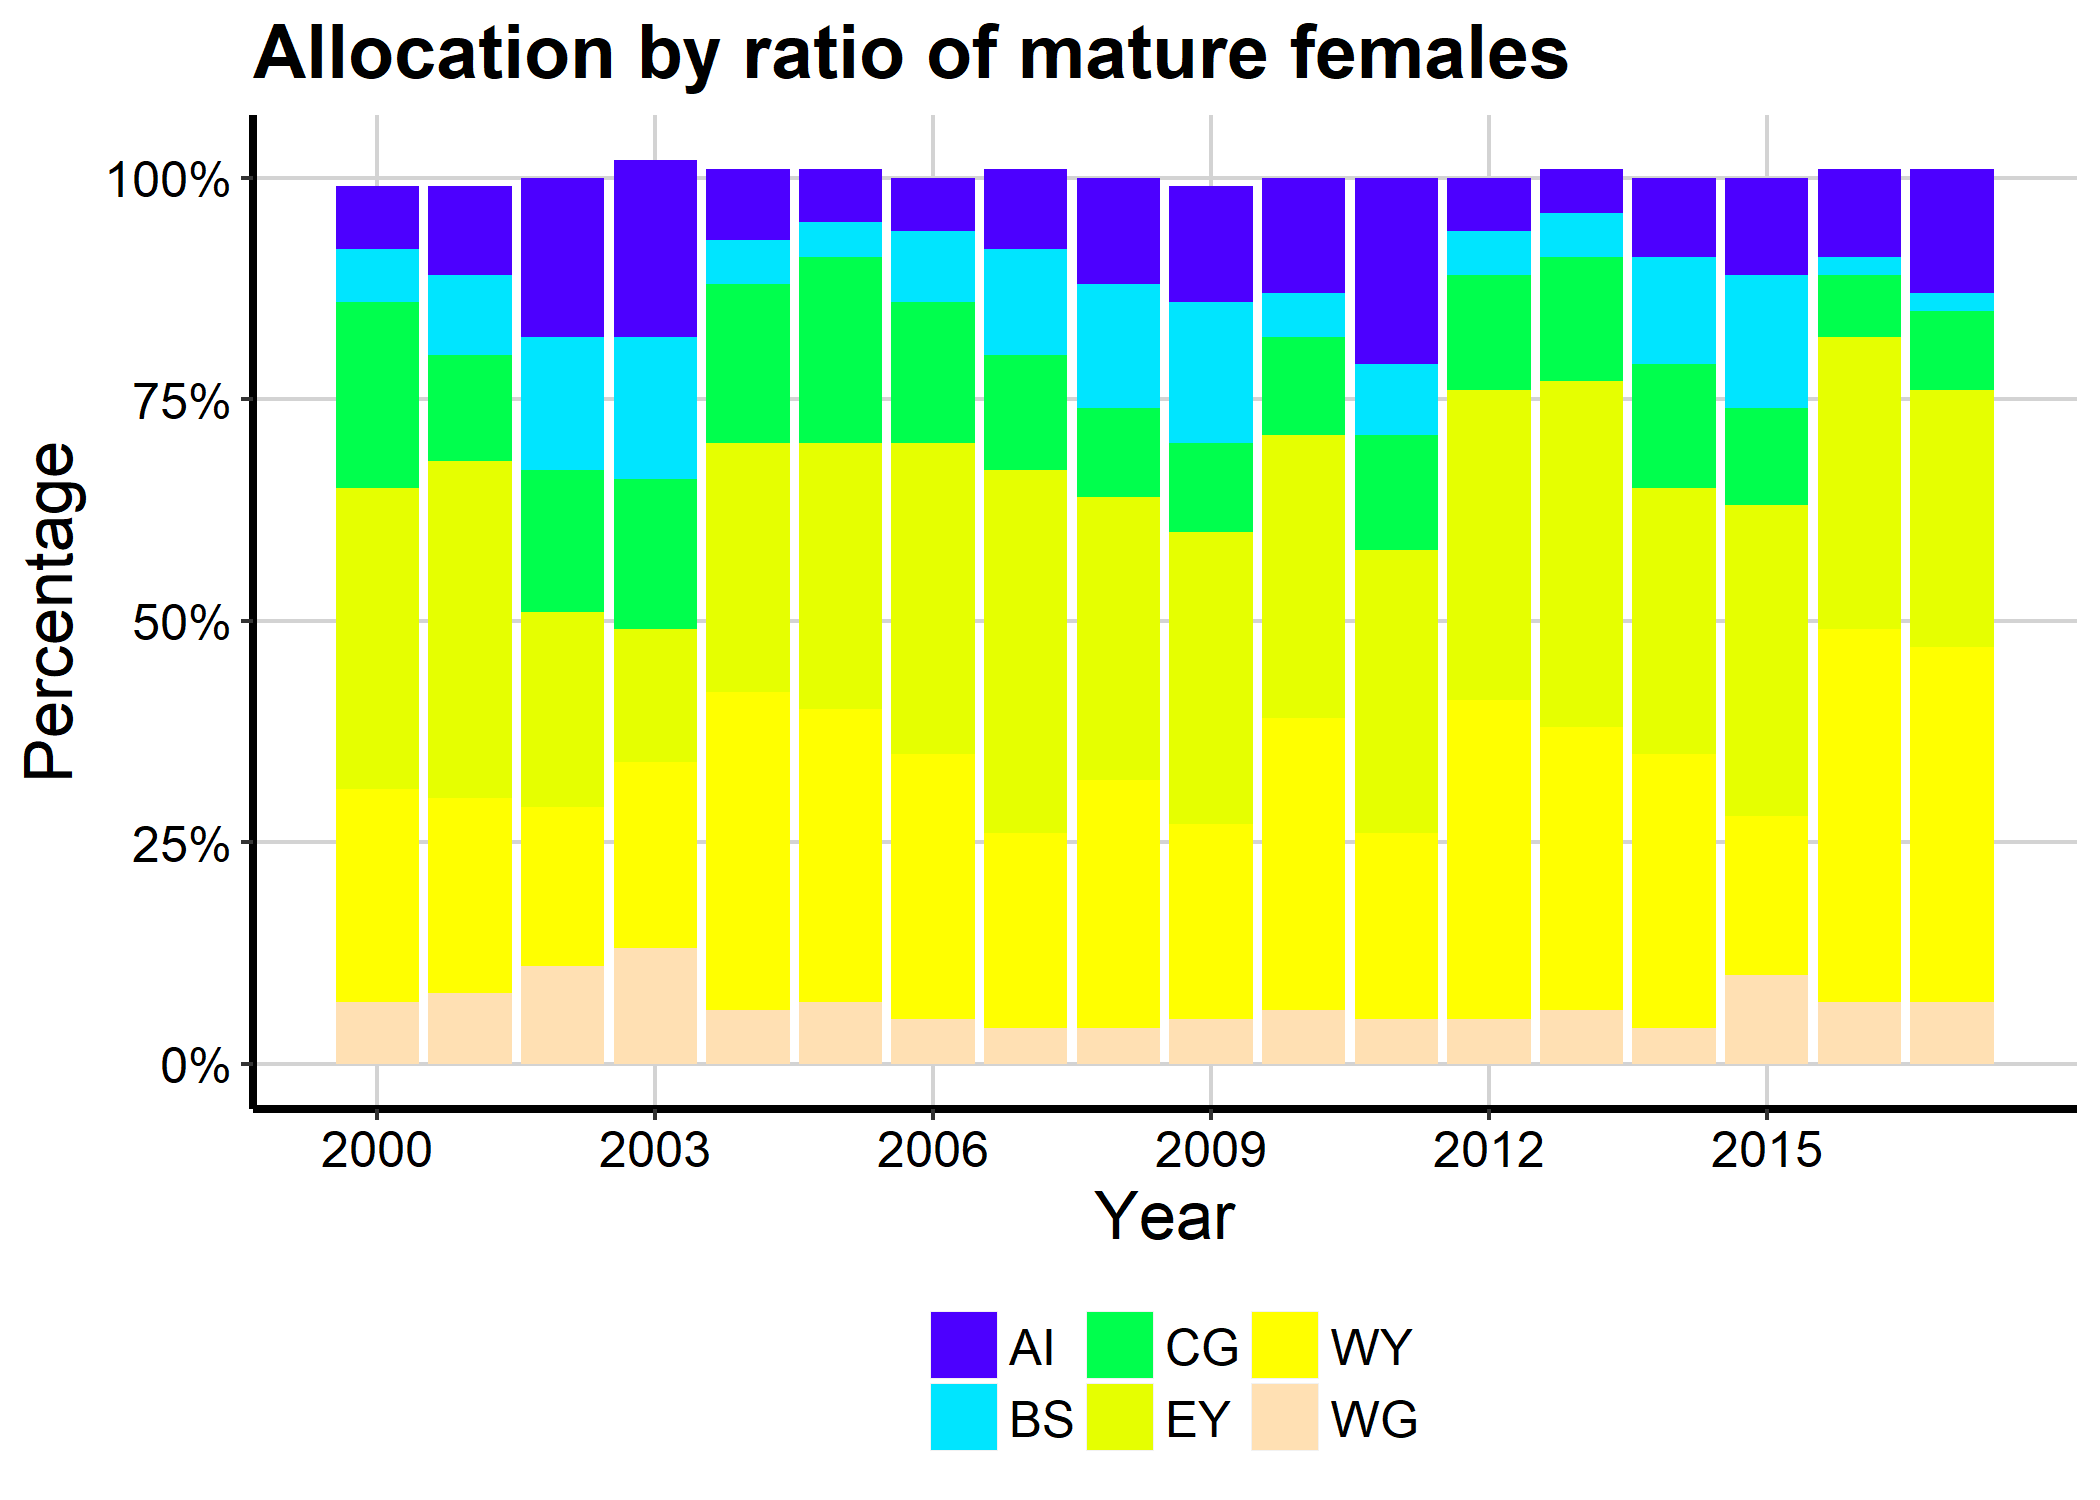 Allocation by ratio of mature females
Percentage
100%
75%
50%
25%
0%
2000 2003 2006 2009 2012 2015
Year
AI CG WY
BS EY WG